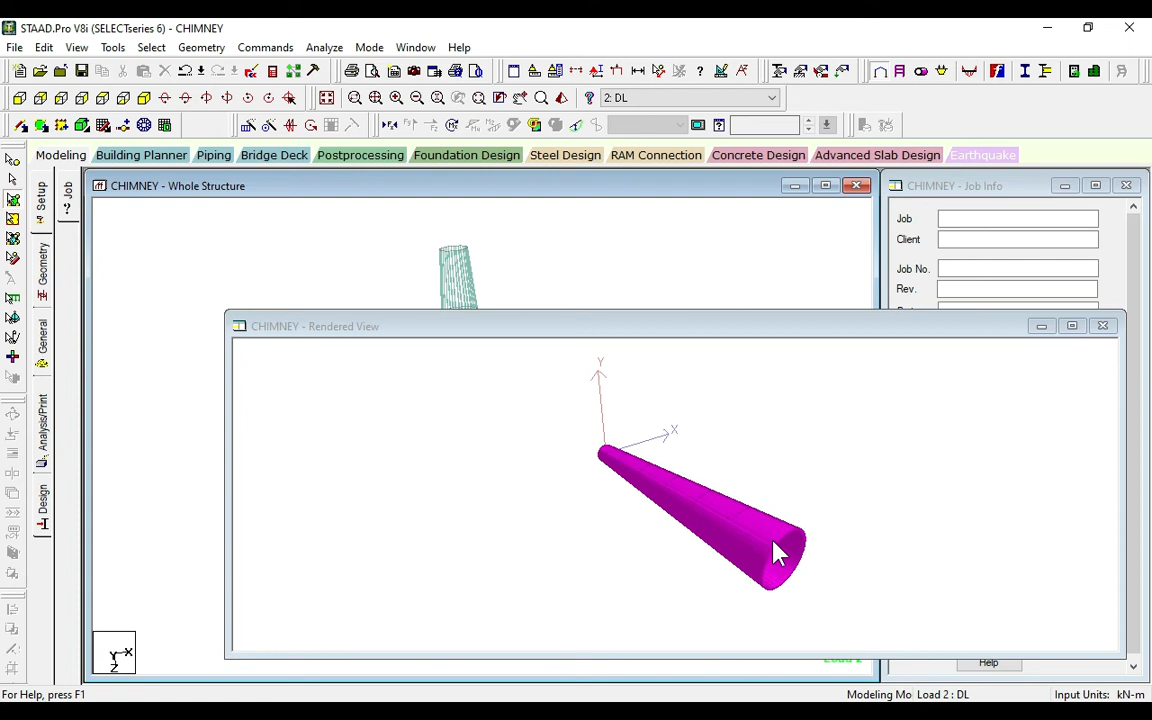 STAAD.Pro V8i (SELECTseries 6) - CHIMNEY
File Edit View Tools Select Geometry Commands Analyze Mode Window Help
2: DL
Modeling Building Planner Piping Bridge Deck Postprocessing Foundation Design Steel Design RAM Connection Concrete Design Advanced Slab Design Earthquake
Setup
? Job
Geometry
General
Analysis/Print
Design
CHIMNEY - Whole Structure
CHIMNEY - Job Info
Job
Client
Job No.
Rev.
CHIMNEY - Rendered View
Y
X
Y X
Z
Help
For Help, press F1
Modeling Mo Load 2 : DL
Input Units: kN-m